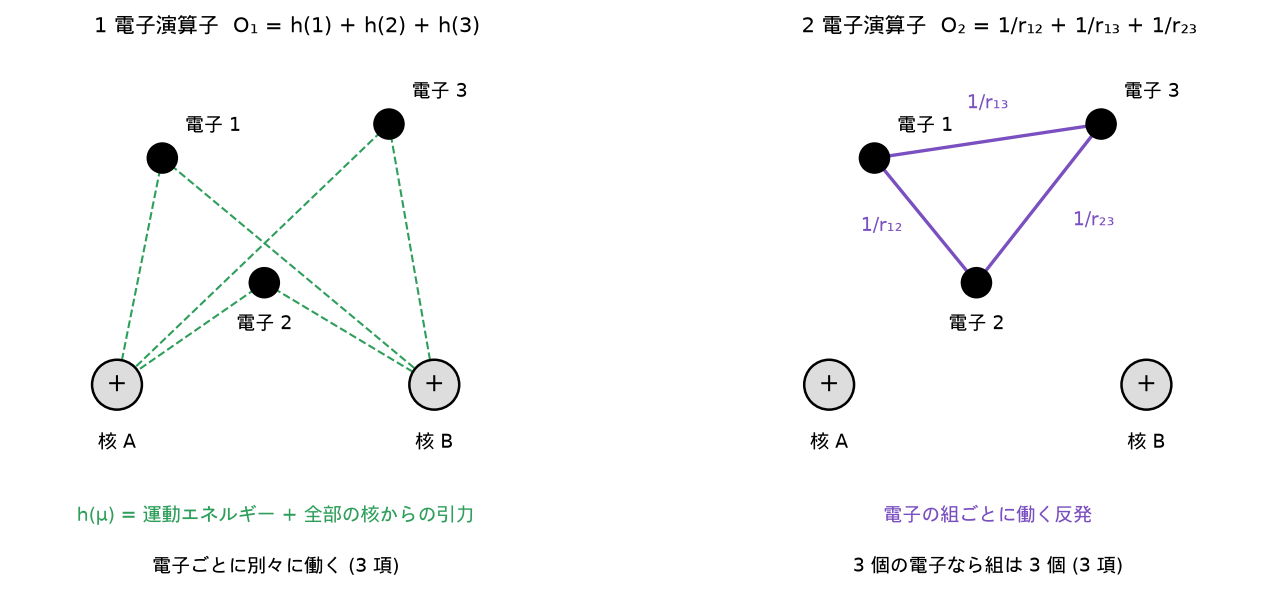 1 電子演算子 O₁ = h(1) + h(2) + h(3)
電子 3
電子 1
電子 2
+
+
核 A
核 B
h(μ) = 運動エネルギー + 全部の核からの引力
電子ごとに別々に働く (3 項)
2 電子演算子 O₂ = 1/r₁₂ + 1/r₁₃ + 1/r₂₃
電子 3
1/r₁₃
電子 1
1/r₁₂
1/r₂₃
電子 2
+
+
核 A
核 B
電子の組ごとに働く反発
3 個の電子なら組は 3 個 (3 項)